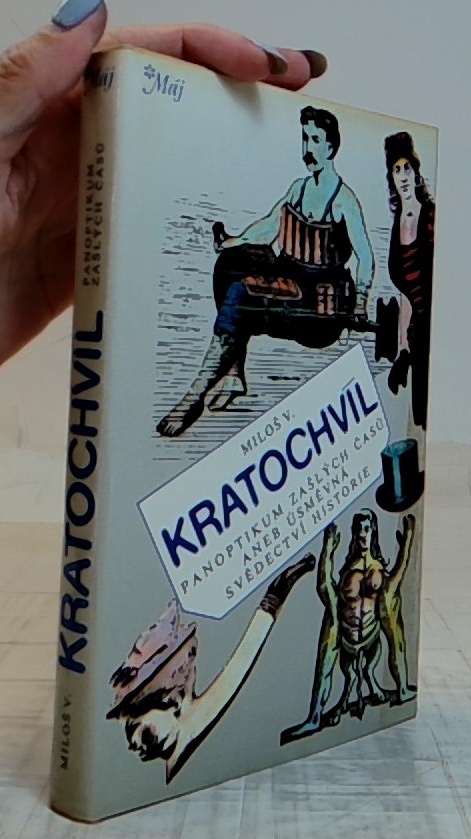 Máj
PANOPTIKUM
ZAŠLÝCH ČASŮ
KRATOCHVÍL
MILOŠ V.
Máj
MILOŠ V.
KRATOCHVÍL
PANOPTIKUM ZAŠLÝCH ČASŮ
ANEB ÚSMĚVNÁ
SVĚDECTVÍ HISTORIE